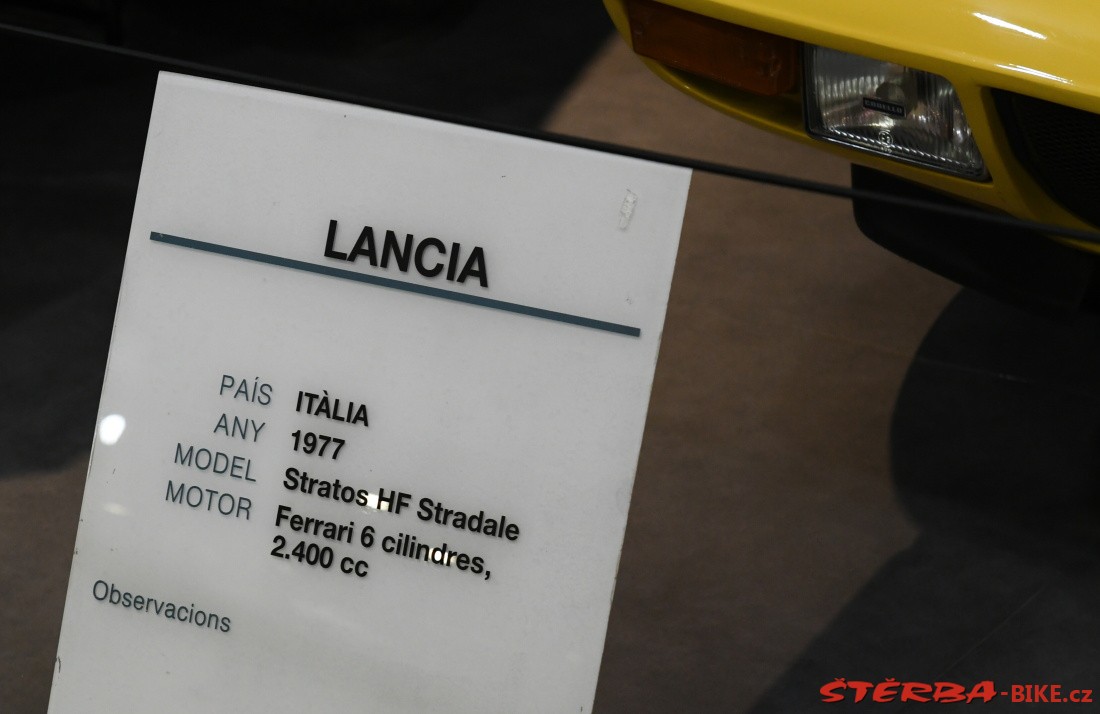 LANCIA
PAÍS ITÀLIA
ANY 1977
MODEL Stratos HF Stradale
MOTOR Ferrari 6 cilindres,
2.400 cc
Observacions
CARELLO
ŠTĚRBA-BIKE.cz